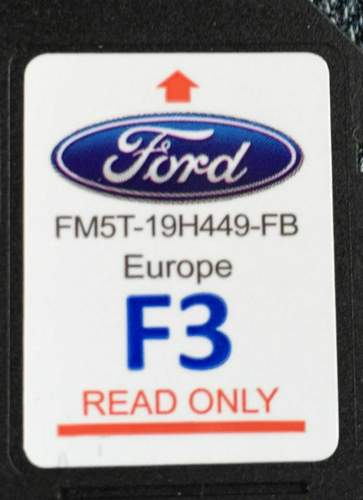 Ford
FM5T-19H449-FB
Europe
F3
READ ONLY